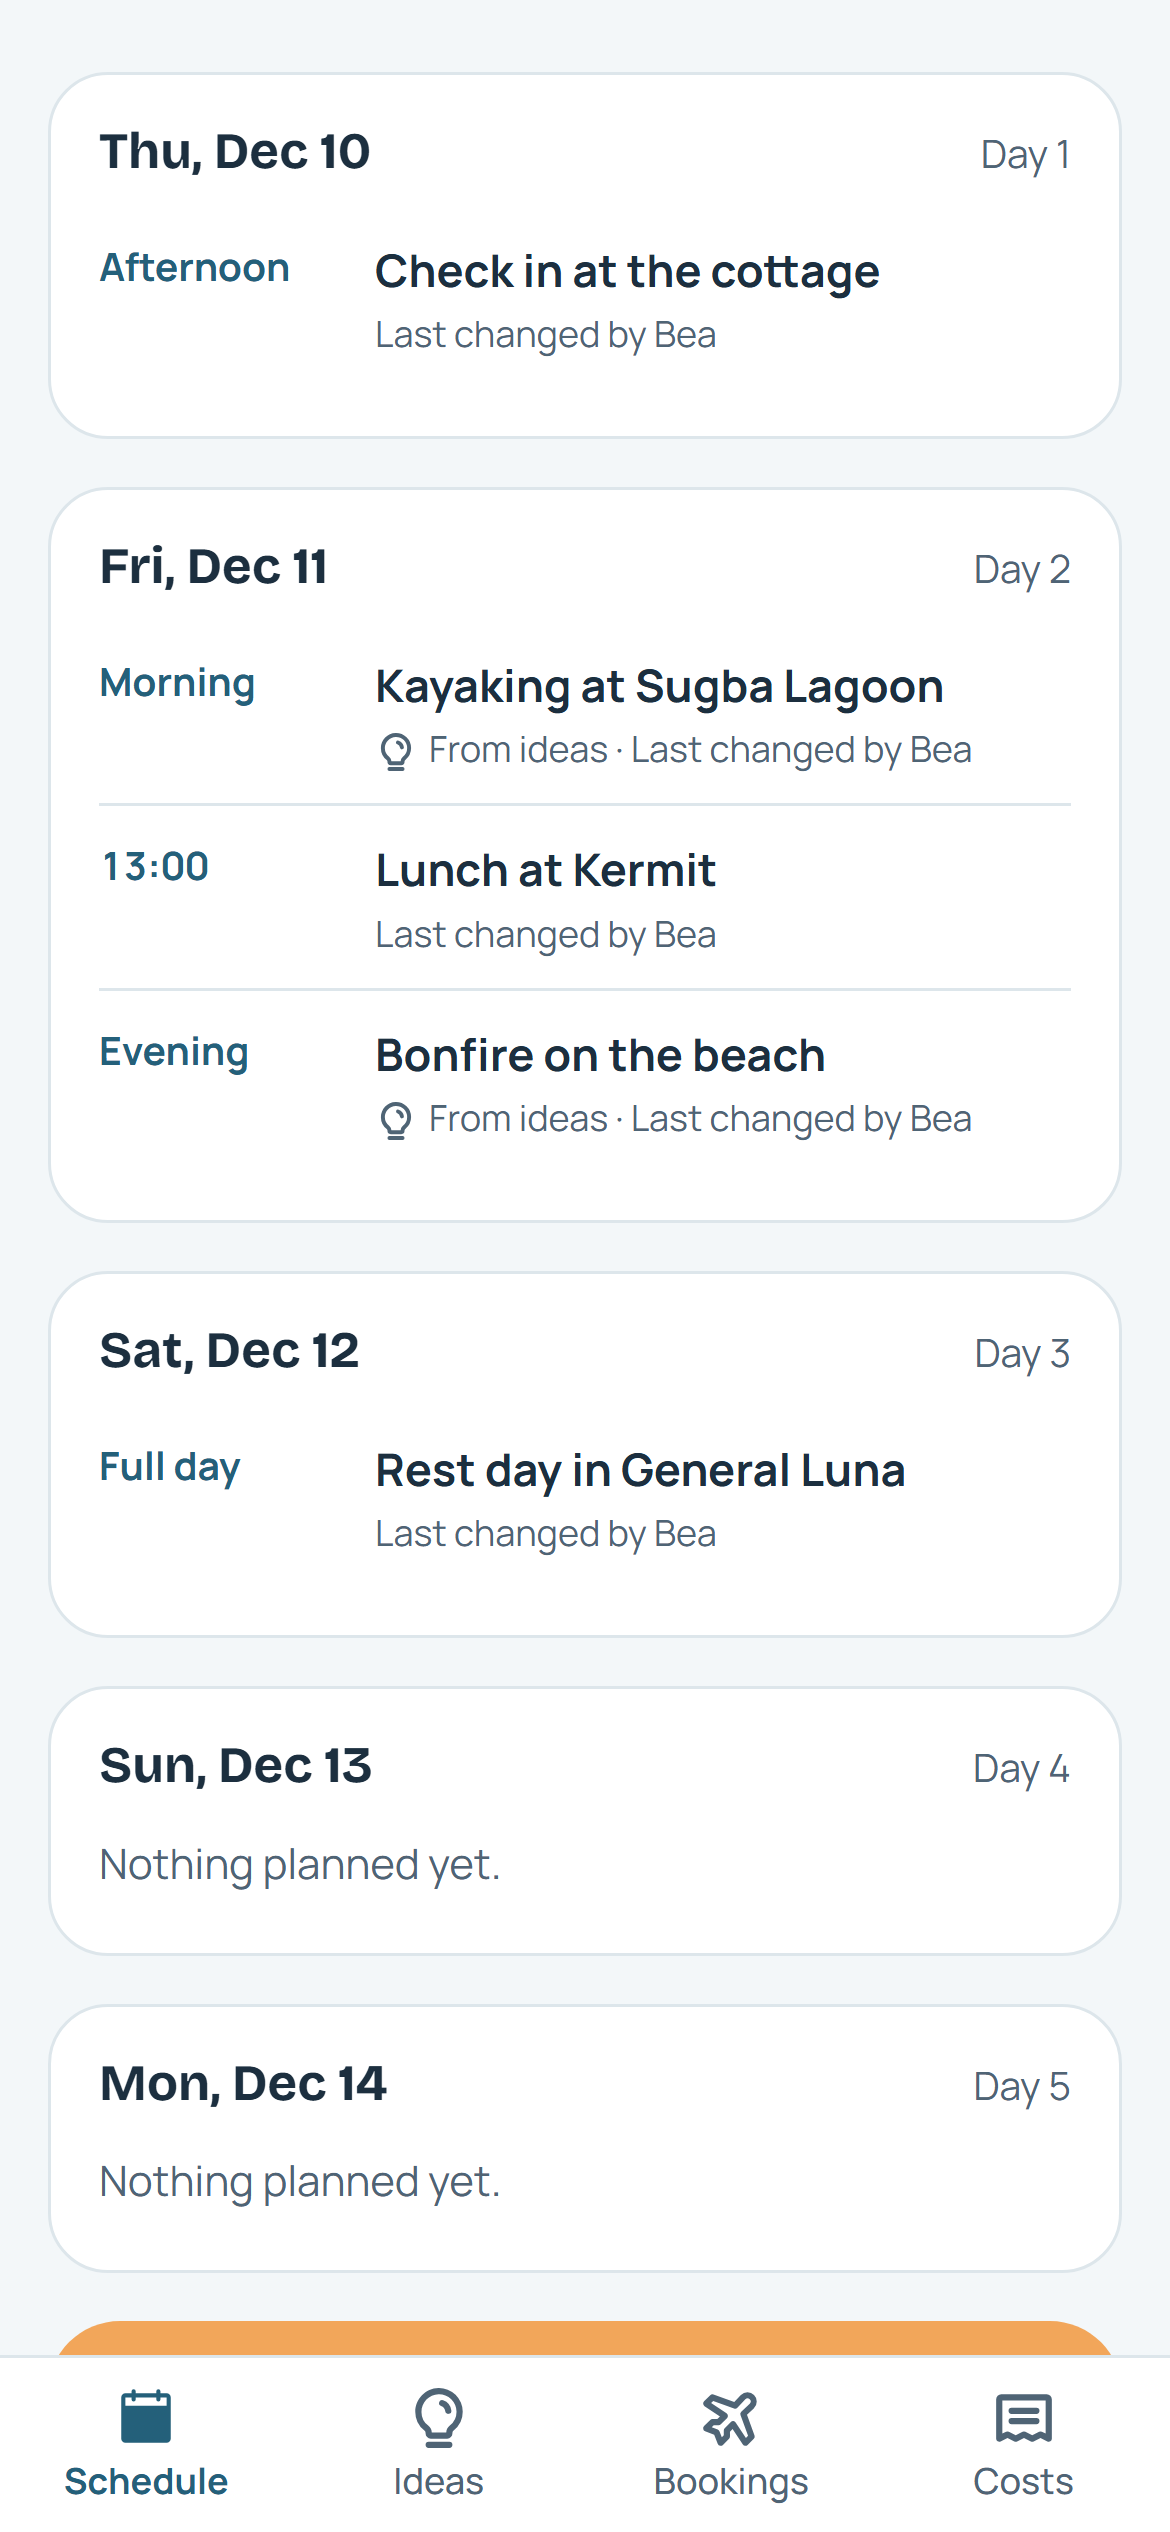 Thu, Dec 10
Day 1
Afternoon
Check in at the cottage
Last changed by Bea
Fri, Dec 11
Day 2
Morning
Kayaking at Sugba Lagoon
From ideas · Last changed by Bea
13:00
Lunch at Kermit
Last changed by Bea
Evening
Bonfire on the beach
From ideas · Last changed by Bea
Sat, Dec 12
Day 3
Full day
Rest day in General Luna
Last changed by Bea
Sun, Dec 13
Day 4
Nothing planned yet.
Mon, Dec 14
Day 5
Nothing planned yet.
Schedule
Ideas
Bookings
Costs